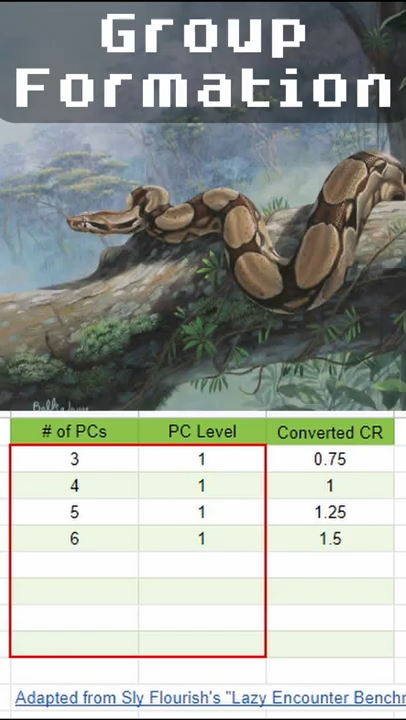 Group
Formation
# of PCs PC Level Converted CR
3 1 0.75
4 1 1
5 1 1.25
6 1 1.5
Adapted from Sly Flourish's "Lazy Encounter